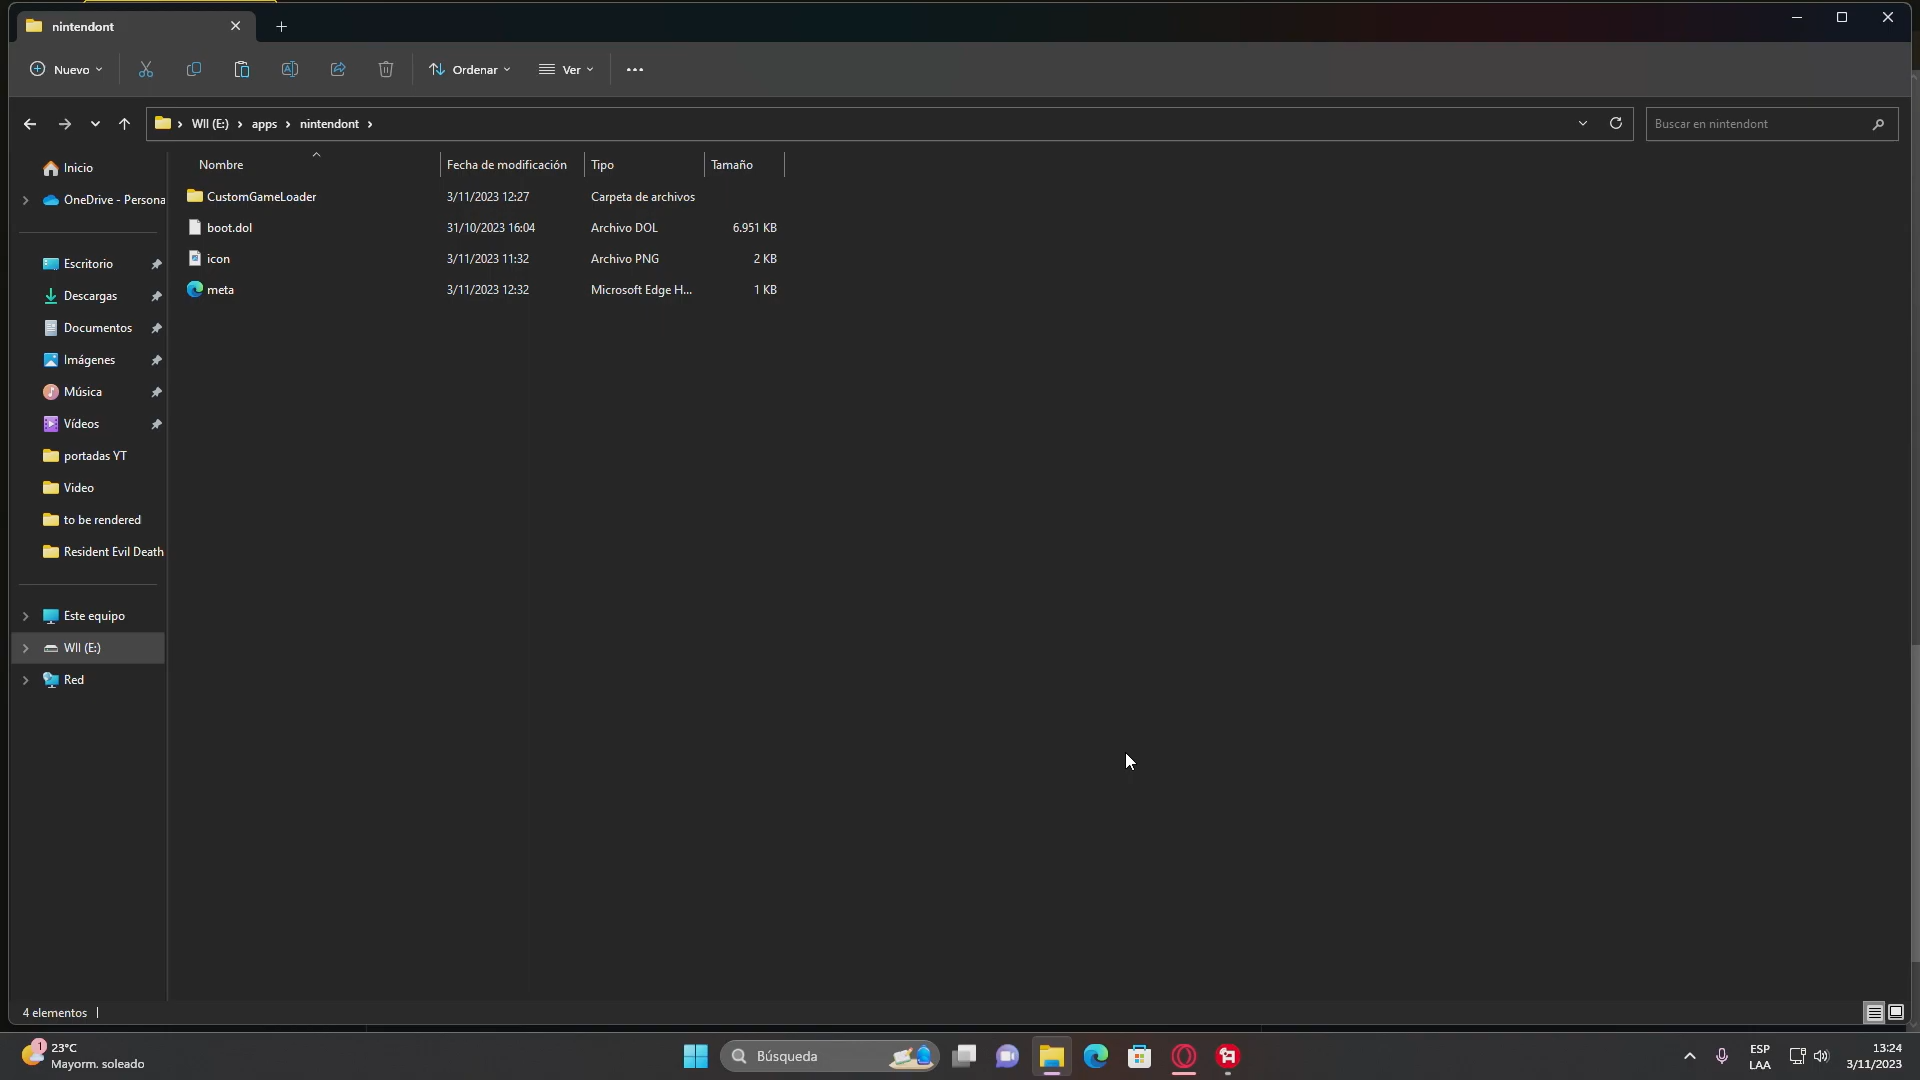 nintendont
Nuevo
Ordenar
Ver
WII (E:) > apps > nintendont >
Buscar en nintendont
Nombre Fecha de modificación Tipo Tamaño
CustomGameLoader 3/11/2023 12:27 Carpeta de archivos
boot.dol 31/10/2023 16:04 Archivo DOL 6.951 KB
icon 3/11/2023 11:32 Archivo PNG 2 KB
meta 3/11/2023 12:32 Microsoft Edge H... 1 KB
Inicio
OneDrive - Persona
Escritorio
Descargas
Documentos
Imágenes
Música
Vídeos
portadas YT
Video
to be rendered
Resident Evil Death
Este equipo
WII (E:)
Red
4 elementos
1
23°C
Mayorm. soleado
Búsqueda
ESP
LAA
13:24
3/11/2023